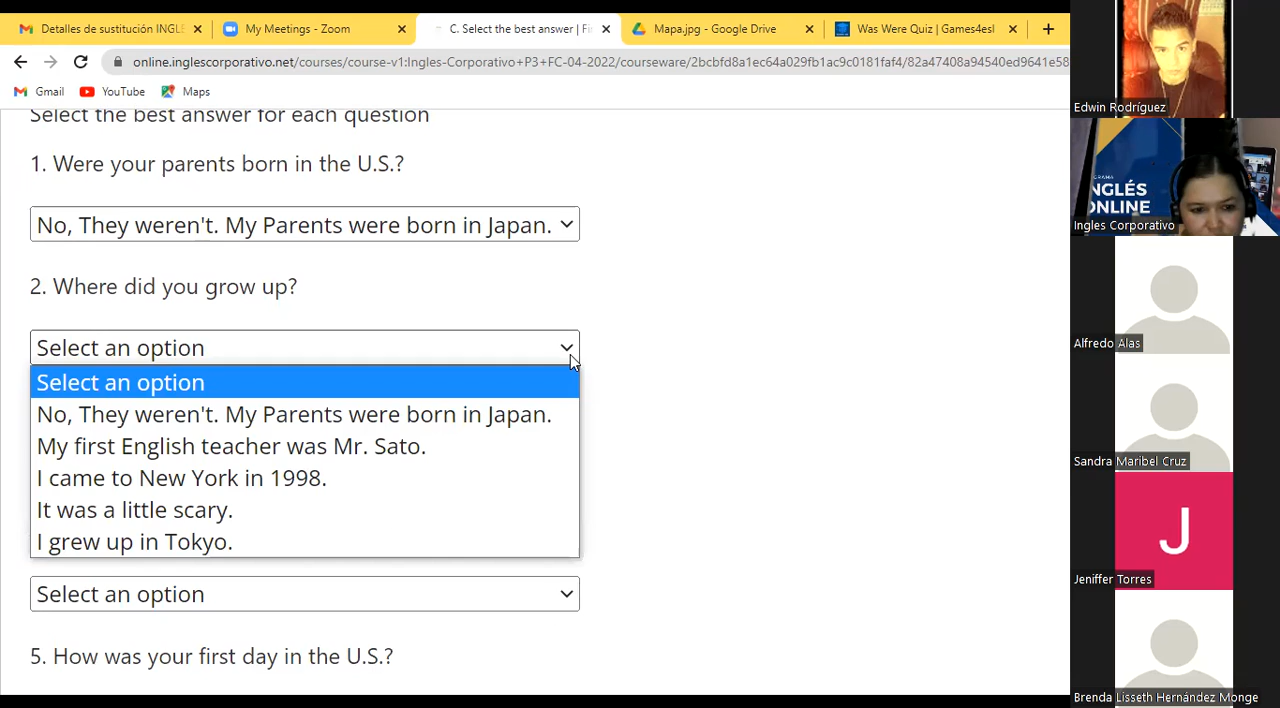 Detalles de sustitución INGLÉ
My Meetings - Zoom
C. Select the best answer | Fi
Mapa.jpg - Google Drive
Was Were Quiz | Games4esl
online.inglescorporativo.net/courses/course-v1:Ingles-Corporativo+P3+FC-04-2022/courseware/2bcbfd8a1ec64a029fb1ac9c0181faf4/82a47408a94540ed9641e58
Gmail
YouTube
Maps
Select the best answer for each question
1. Were your parents born in the U.S.?
No, They weren't. My Parents were born in Japan.
2. Where did you grow up?
Select an option
Select an option
No, They weren't. My Parents were born in Japan.
My first English teacher was Mr. Sato.
I came to New York in 1998.
It was a little scary.
I grew up in Tokyo.
Select an option
5. How was your first day in the U.S.?
Edwin Rodríguez
INGLÉS
ONLINE
Ingles Corporativo
Alfredo Alas
Sandra Maribel Cruz
J
Jeniffer Torres
Brenda Lisseth Hernández Monge